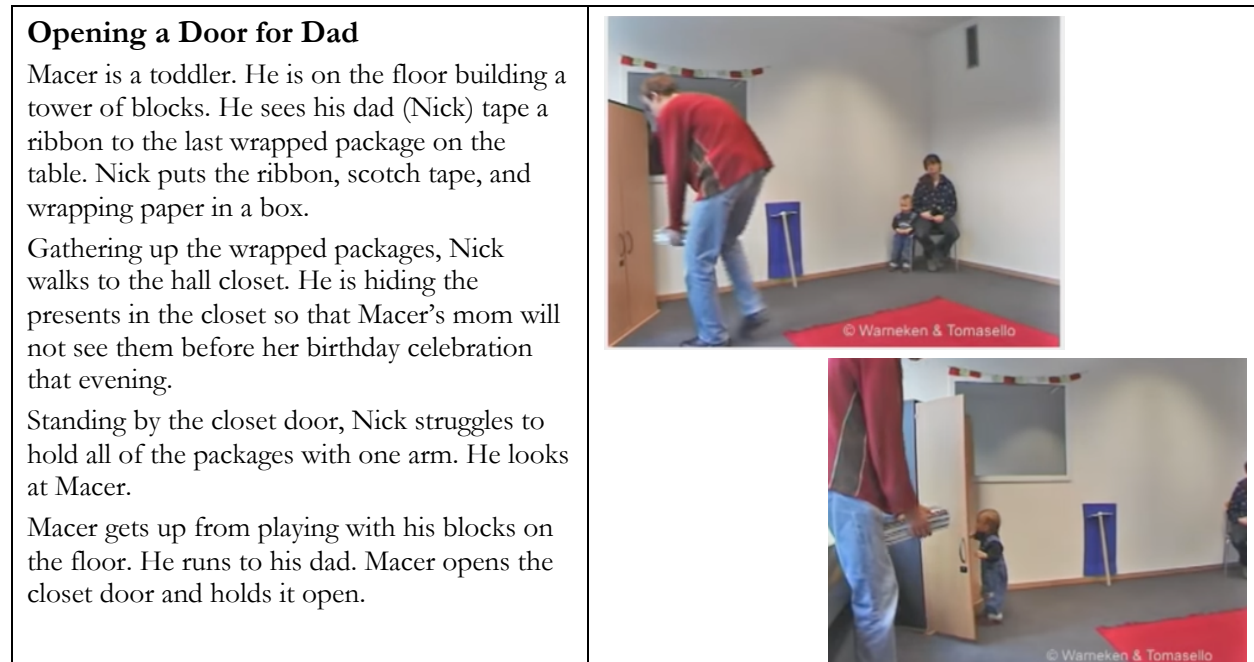 Opening a Door for Dad
Macer is a toddler. He is on the floor building a
tower of blocks. He sees his dad (Nick) tape a
ribbon to the last wrapped package on the
table. Nick puts the ribbon, scotch tape, and
wrapping paper in a box.
Gathering up the wrapped packages, Nick
walks to the hall closet. He is hiding the
presents in the closet so that Macer’s mom will
not see them before her birthday celebration
that evening.
Standing by the closet door, Nick struggles to
hold all of the packages with one arm. He looks
at Macer.
Macer gets up from playing with his blocks on
the floor. He runs to his dad. Macer opens the
closet door and holds it open.
© Warneken & Tomasello
© Warneken & Tomasello